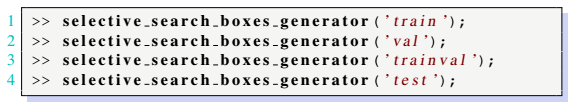 1 >> selective_search_boxes_generator('train');
2 >> selective_search_boxes_generator('val');
3 >> selective_search_boxes_generator('trainval');
4 >> selective_search_boxes_generator('test');